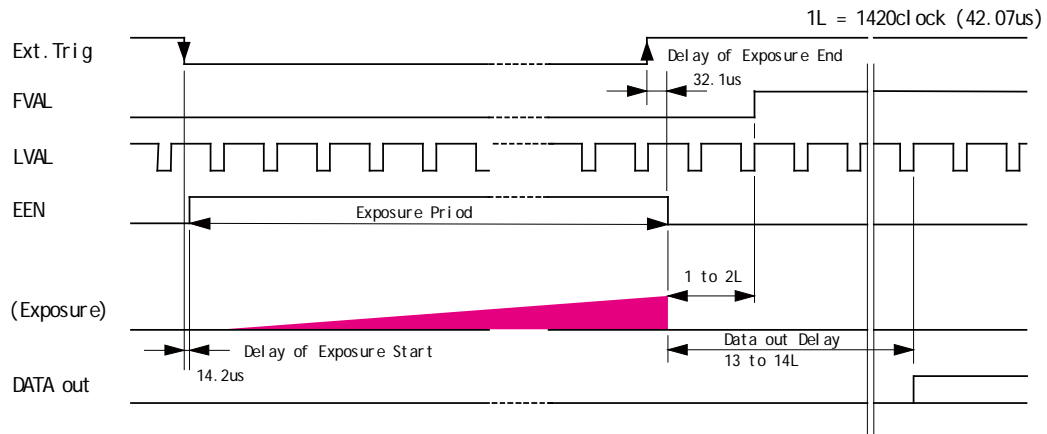 1L = 1420clock (42.07us)
Ext.Trig
Delay of Exposure End
32.1us
FVAL
LVAL
EEN
Exposure Priod
1 to 2L
(Exposure)
Delay of Exposure Start
14.2us
Data out Delay
13 to 14L
DATA out